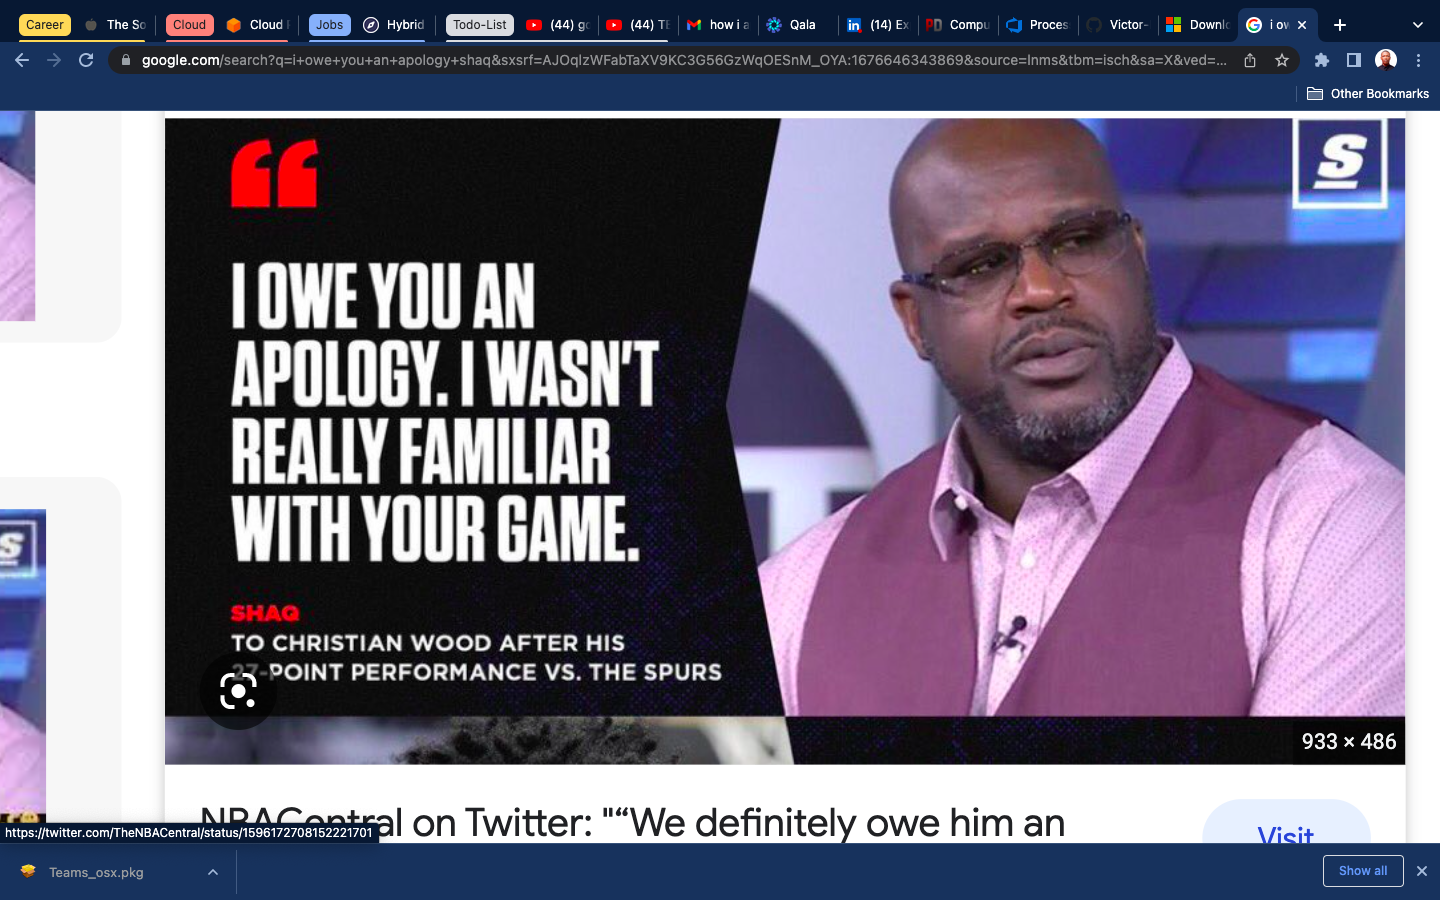 Career
The So
Cloud
Cloud
Jobs
Hybrid
Todo-List
(44)
(44)
how i a
Qala
(14) Ex
Compu
Proces
Victor-
Downl
i ow
google.com/search?q=i+owe+you+an+apology+shaq&sxsrf=AJOqlzWFabTaXV9KC3G56GzWqOESnM_OYA:1676646343869&source=lnms&tbm=isch&sa=X&ved=...
Other Bookmarks
S
I OWE YOU AN
APOLOGY. I WASN'T
REALLY FAMILIAR
WITH YOUR GAME.
SHAQ
TO CHRISTIAN WOOD AFTER HIS
27-POINT PERFORMANCE VS. THE SPURS
933 × 486
S
NBACentral on Twitter: "“We definitely owe him an
Visit
https://twitter.com/TheNBACentral/status/1596172708152221701
Teams_osx.pkg
Show all